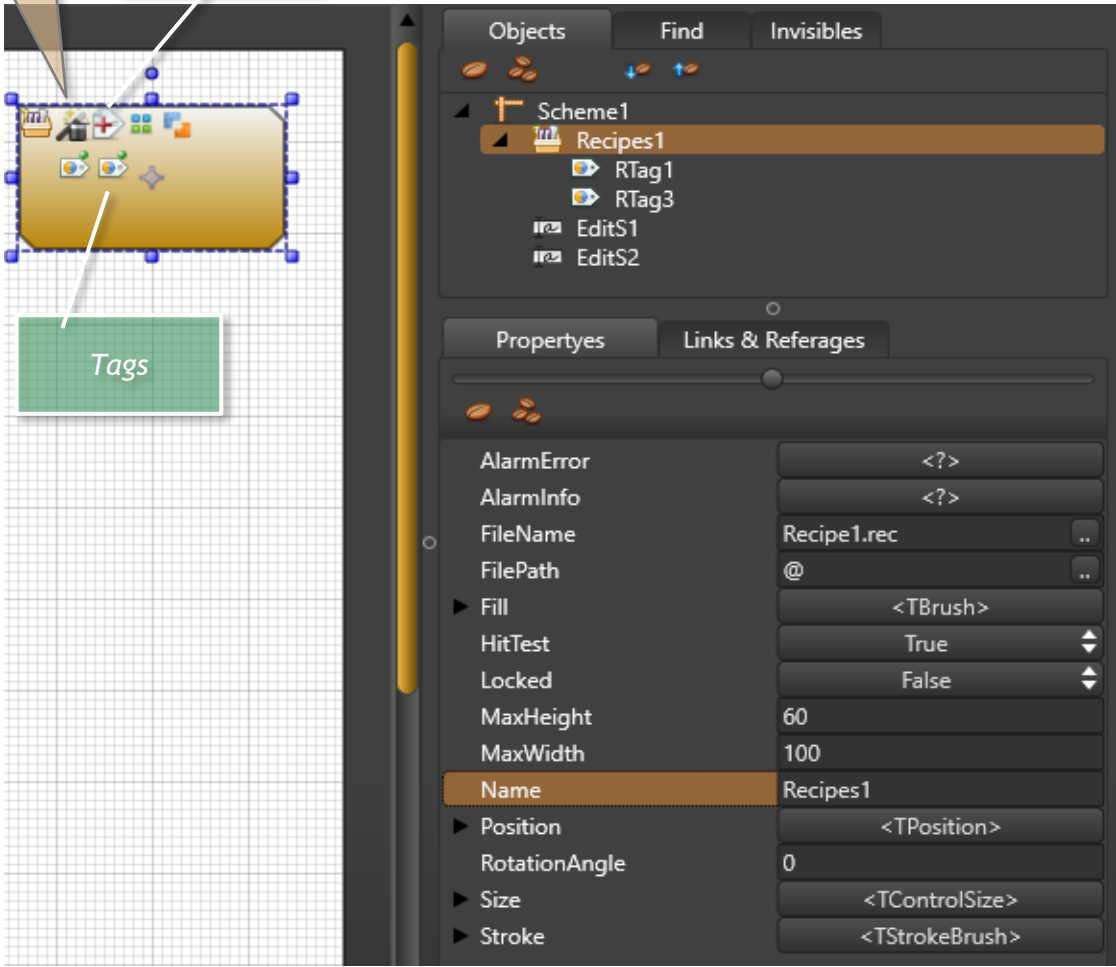 Objects Find Invisibles
Scheme1
Recipes1
RTag1
RTag3
EditS1
EditS2
Tags
Propertyes Links & Referages
AlarmError <?>
AlarmInfo <?>
FileName Recipe1.rec ..
FilePath @ ..
Fill <TBrush>
HitTest True
Locked False
MaxHeight 60
MaxWidth 100
Name Recipes1
Position <TPosition>
RotationAngle 0
Size <TControlSize>
Stroke <TStrokeBrush>